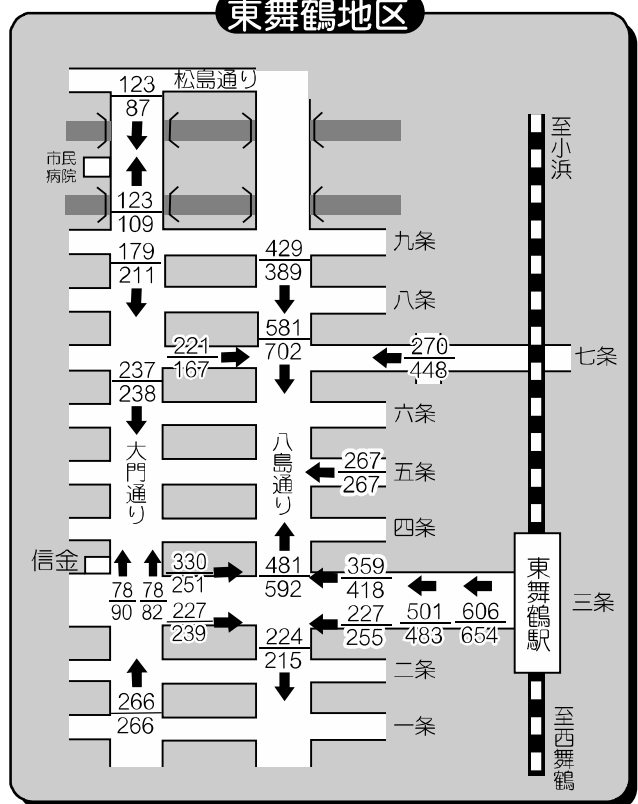 東舞鶴地区
松島通り
123
87
至小浜
市民
病院
123
109
九条
179
211
429
389
八条
581
702
221
167
270
448
七条
237
238
六条
大門通り
八島通り
267
267
五条
四条
信金
330
251
481
592
359
418
東舞鶴駅
78
90
78
82
三条
227
239
227
255
501
483
606
654
224
215
二条
266
266
一条
至西舞鶴